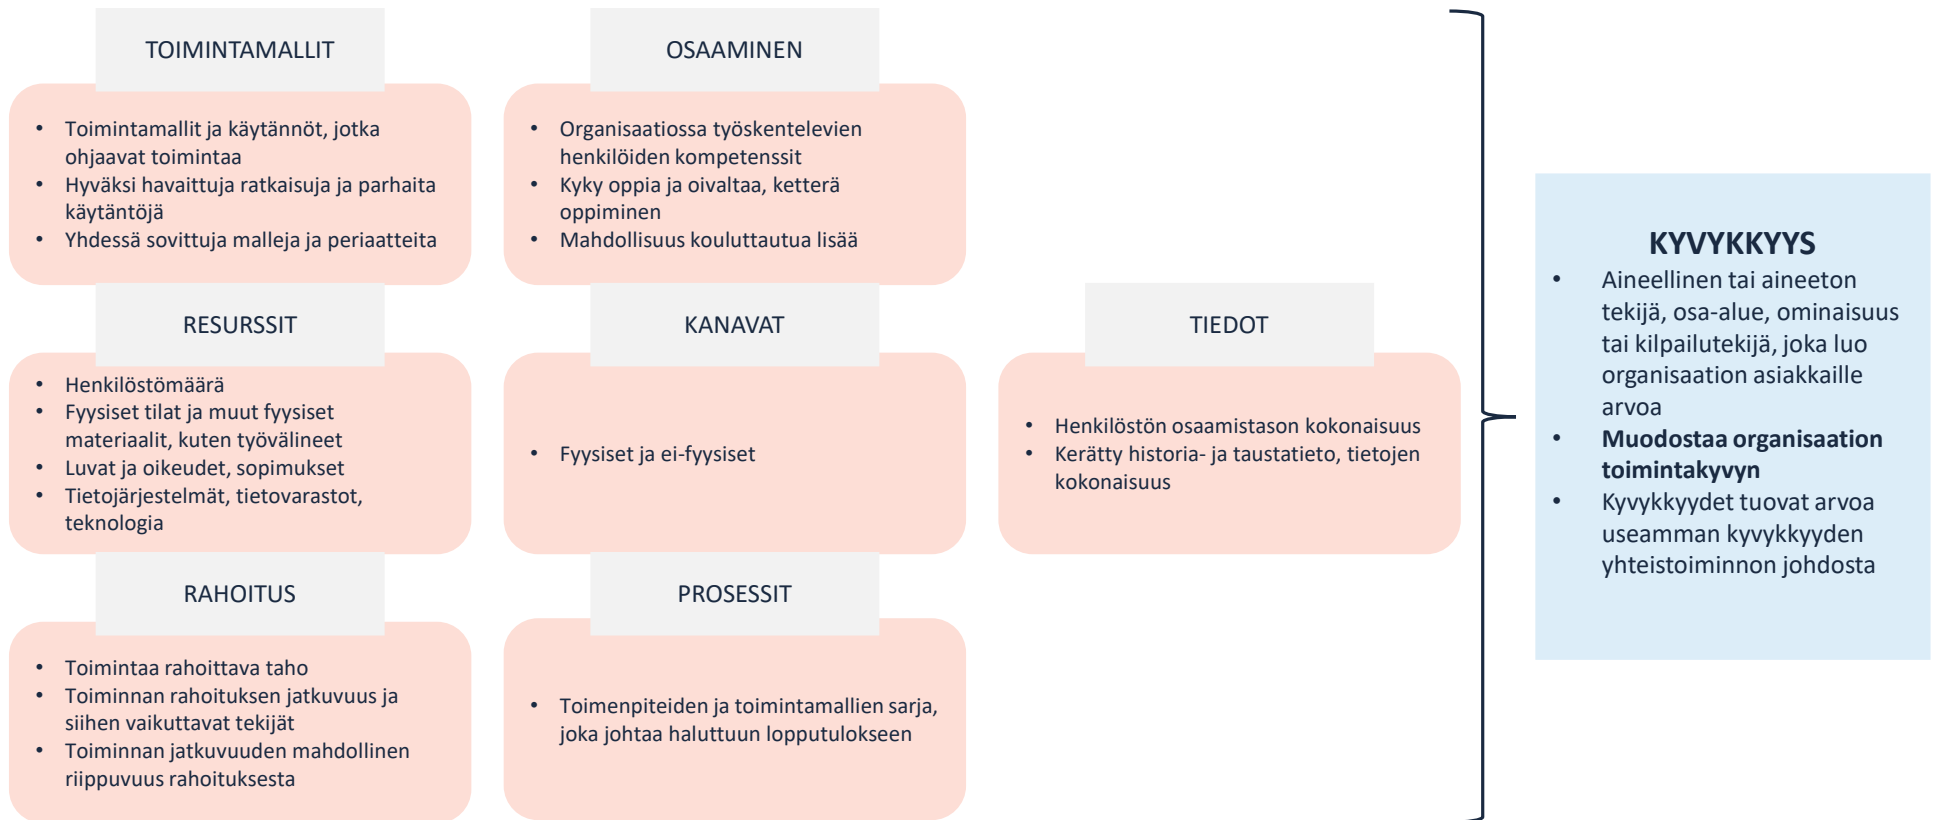 TOIMINTAMALLIT
• Toimintamallit ja käytännöt, jotka
ohjaavat toimintaa
• Hyväksi havaittuja ratkaisuja ja parhaita
käytäntöjä
• Yhdessä sovittuja malleja ja periaatteita
OSAAMINEN
• Organisaatiossa työskentelevien
henkilöiden kompetenssit
• Kyky oppia ja oivaltaa, ketterä
oppiminen
• Mahdollisuus kouluttautua lisää
RESURSSIT
• Henkilöstömäärä
• Fyysiset tilat ja muut fyysiset
materiaalit, kuten työvälineet
• Luvat ja oikeudet, sopimukset
• Tietojärjestelmät, tietovarastot,
teknologia
KANAVAT
• Fyysiset ja ei-fyysiset
TIEDOT
• Henkilöstön osaamistason kokonaisuus
• Kerätty historia- ja taustatieto, tietojen
kokonaisuus
RAHOITUS
• Toimintaa rahoittava taho
• Toiminnan rahoituksen jatkuvuus ja
siihen vaikuttavat tekijät
• Toiminnan jatkuvuuden mahdollinen
riippuvuus rahoituksesta
PROSESSIT
• Toimenpiteiden ja toimintamallien sarja,
joka johtaa haluttuun lopputulokseen
KYVYKKYYS
• Aineellinen tai aineeton
tekijä, osa-alue, ominaisuus
tai kilpailutekijä, joka luo
organisaation asiakkaille
arvoa
• Muodostaa organisaation
toimintakyvyn
• Kyvykkyydet tuovat arvoa
useamman kyvykkyyden
yhteistoiminnon johdosta